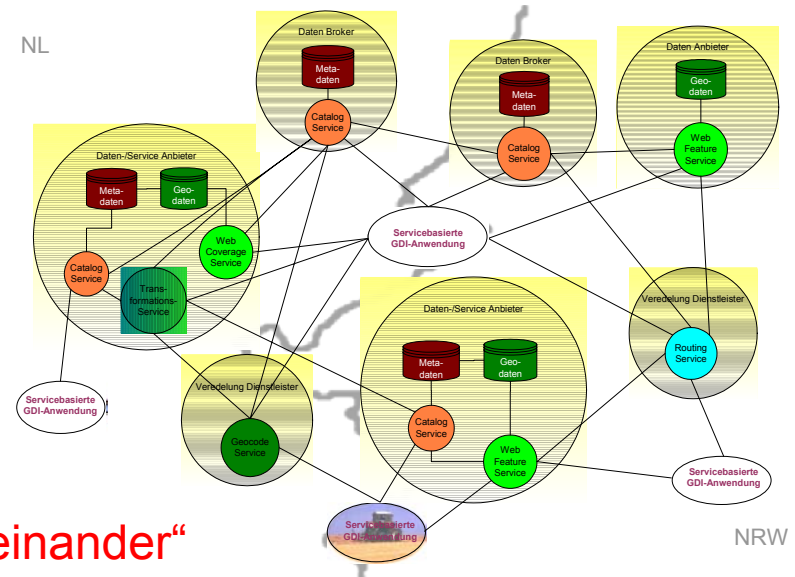 NL
Daten Broker
Meta-
daten
Catalog
Service
Daten Broker
Meta-
daten
Catalog
Service
Daten Anbieter
Geo-
daten
Web
Feature
Service
Daten-/Service Anbieter
Meta-
daten
Geo-
daten
Web
Coverage
Service
Catalog
Service
Trans-
formations-
Service
Servicebasierte
GDI-Anwendung
Servicebasierte
GDI-Anwendung
Veredelung Dienstleister
Geocode
Service
Daten-/Service Anbieter
Meta-
daten
Geo-
daten
Catalog
Service
Web
Feature
Service
Veredelung Dienstleister
Routing
Service
Servicebasierte
GDI-Anwendung
Servicebasierte
GDI-Anwendung
einander“
NRW